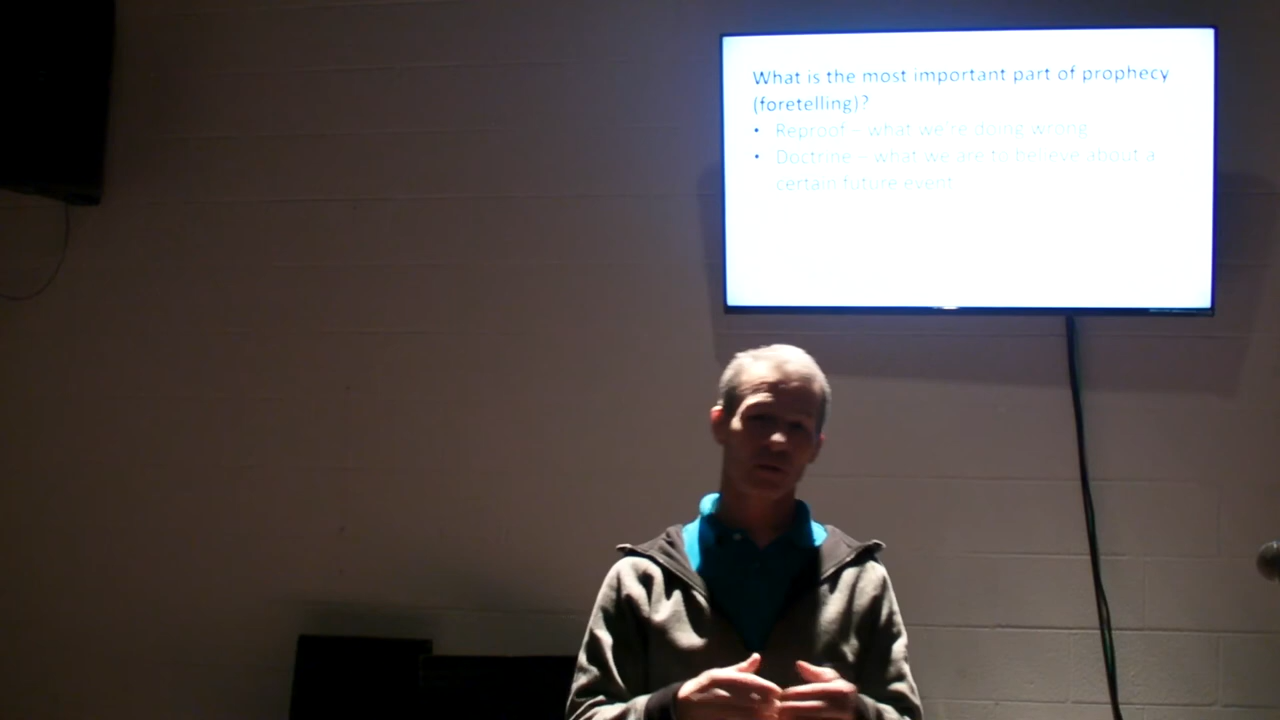 What is the most important part of prophecy
(foretelling)?
• Reproof – what we're doing wrong
• Doctrine – what we are to believe about a
certain future event